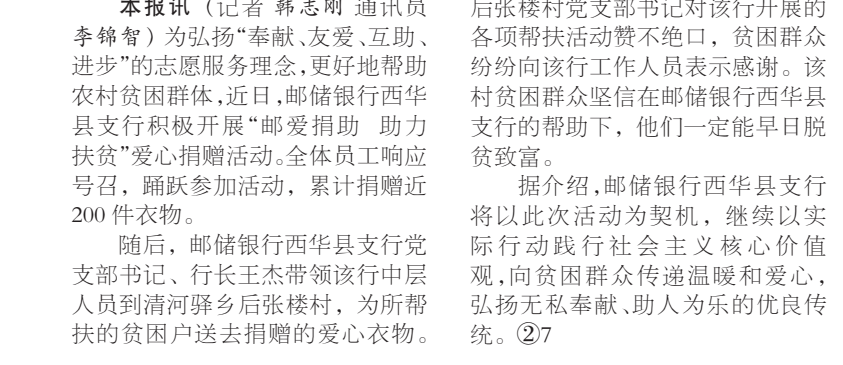 本报讯（记者 韩志刚 通讯员
李锦智）为弘扬“奉献、友爱、互助、
进步”的志愿服务理念,更好地帮助
农村贫困群体,近日,邮储银行西华
县支行积极开展“邮爱捐助 助力
扶贫”爱心捐赠活动。全体员工响应
号召，踊跃参加活动，累计捐赠近
200 件衣物。
随后，邮储银行西华县支行党
支部书记、行长王杰带领该行中层
人员到清河驿乡后张楼村，为所帮
扶的贫困户送去捐赠的爱心衣物。
后张楼村党支部书记对该行开展的
各项帮扶活动赞不绝口，贫困群众
纷纷向该行工作人员表示感谢。该
村贫困群众坚信在邮储银行西华县
支行的帮助下，他们一定能早日脱
贫致富。
据介绍,邮储银行西华县支行
将以此次活动为契机，继续以实
际行动践行社会主义核心价值
观,向贫困群众传递温暖和爱心，
弘扬无私奉献、助人为乐的优良传
统。②7